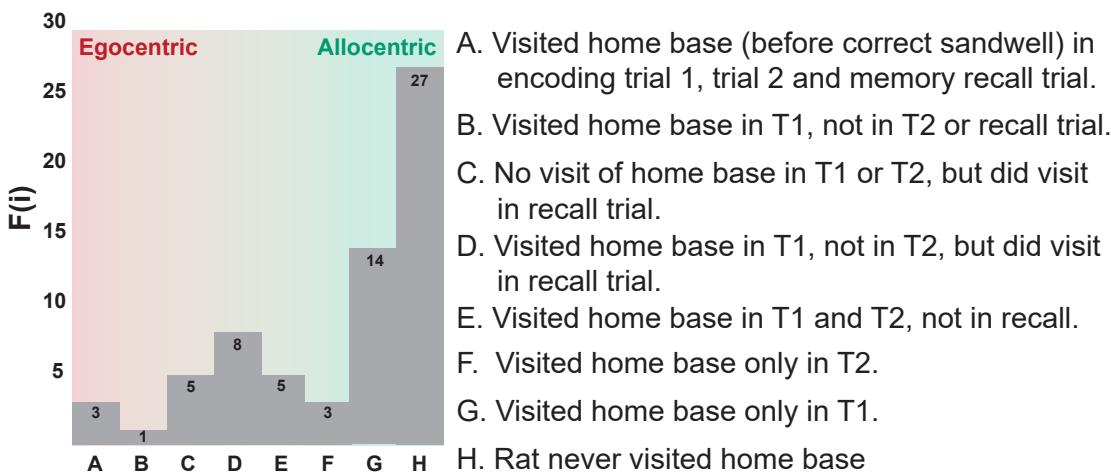 30
25
20
15
10
5
F(i)
Egocentric
Allocentric
3
1
5
8
5
3
14
27
A B C D E F G H
A. Visited home base (before correct sandwell) in
encoding trial 1, trial 2 and memory recall trial.
B. Visited home base in T1, not in T2 or recall trial.
C. No visit of home base in T1 or T2, but did visit
in recall trial.
D. Visited home base in T1, not in T2, but did visit
in recall trial.
E. Visited home base in T1 and T2, not in recall.
F. Visited home base only in T2.
G. Visited home base only in T1.
H. Rat never visited home base